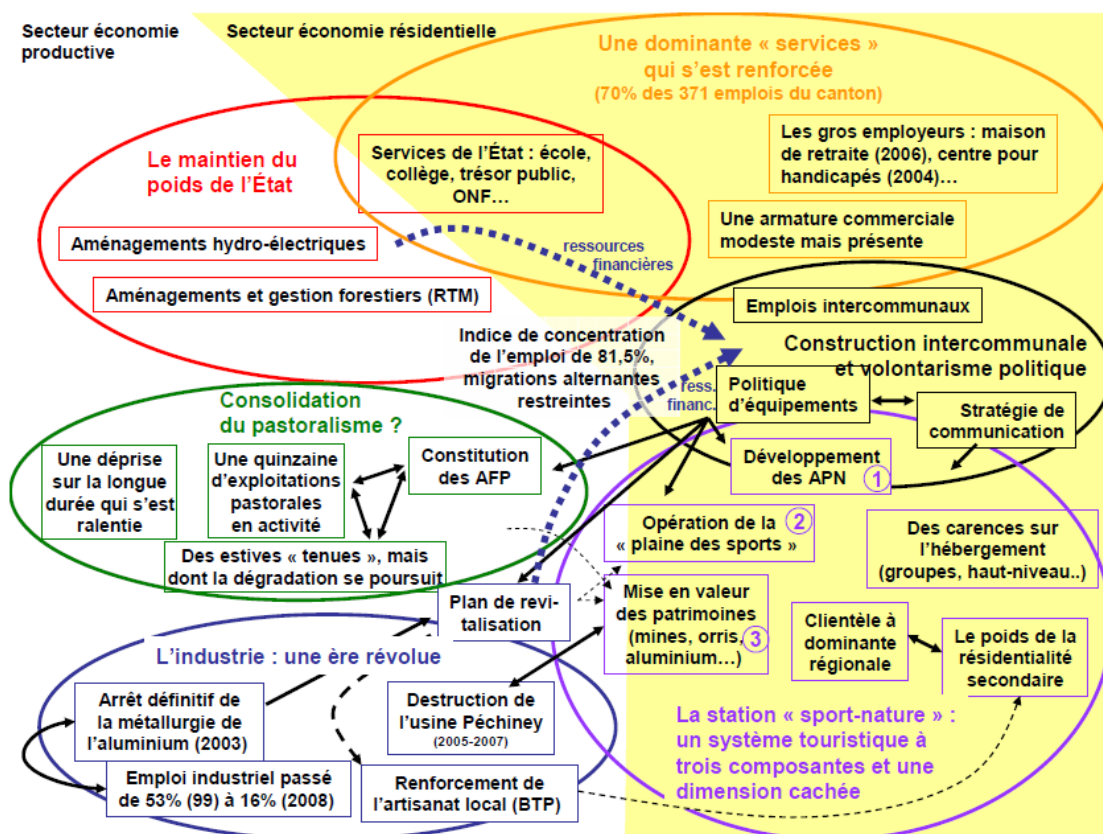 Secteur économie
productive
Secteur économie résidentielle
Une dominante « services »
qui s'est renforcée
(70% des 371 emplois du canton)
Les gros employeurs : maison
de retraite (2006), centre pour
handicapés (2004)…
Une armature commerciale
modeste mais présente
Le maintien du
poids de l'État
Services de l'État : école,
collège, trésor public,
ONF…
Aménagements hydro-électriques
Aménagements et gestion forestiers (RTM)
ressources
financières
Indice de concentration
de l'emploi de 81,5%,
migrations alternantes
restreintes
ress.
financ.
Emplois intercommunaux
Construction intercommunale
et volontarisme politique
Politique
d'équipements
Stratégie de
communication
Développement
des APN
1
Consolidation
du pastoralisme ?
Une déprise
sur la longue
durée qui s'est
ralentie
Une quinzaine
d'exploitations
pastorales
en activité
Constitution
des AFP
Des estives « tenues », mais
dont la dégradation se poursuit
Opération de la
« plaine des sports »
2
Des carences sur
l'hébergement
(groupes, haut-niveau..)
Plan de revi-
talisation
Mise en valeur
des patrimoines
(mines, orris,
aluminium…)
3
Clientèle à
dominante
régionale
Le poids de la
résidentialité
secondaire
L'industrie : une ère révolue
Arrêt définitif de
la métallurgie de
l'aluminium (2003)
Destruction de
l'usine Péchiney
(2005-2007)
Emploi industriel passé
de 53% (99) à 16% (2008)
Renforcement de
l'artisanat local (BTP)
La station « sport-nature » :
un système touristique à
trois composantes et une
dimension cachée